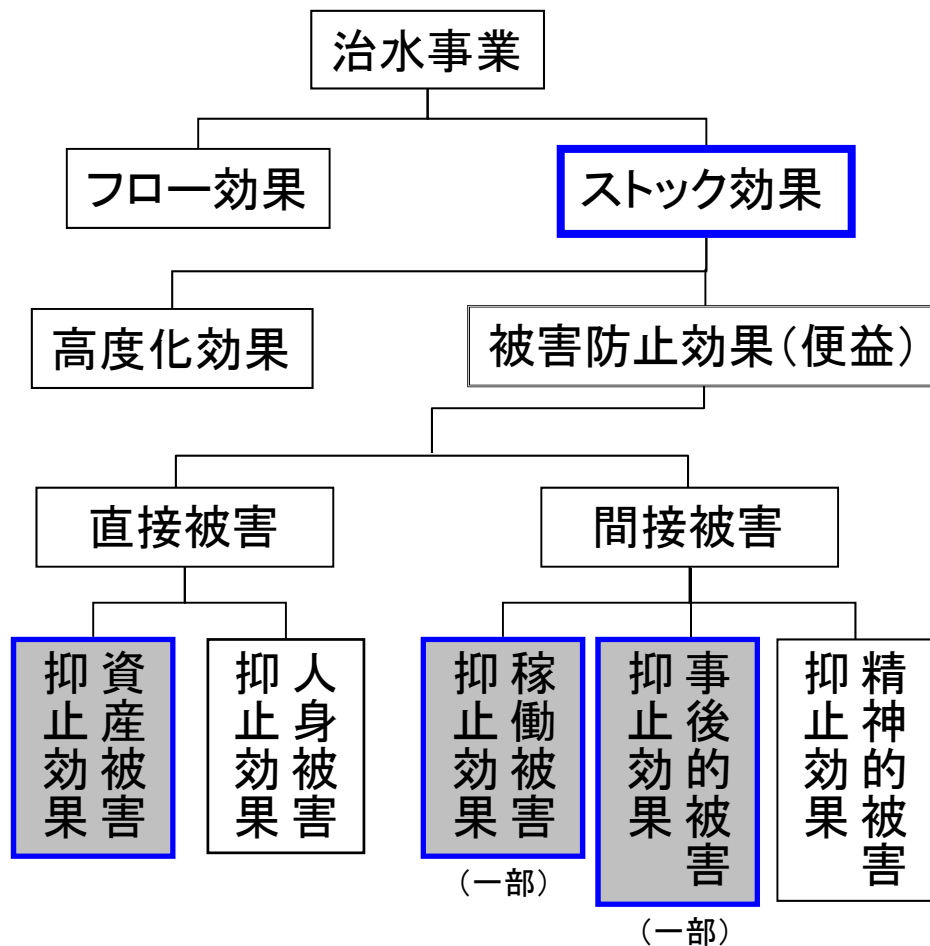 治水事業
フロー効果
ストック効果
高度化効果
被害防止効果(便益)
直接被害
間接被害
資産被害
抑止効果
人身被害
抑止効果
稼働被害
抑止効果
(一部)
事後的被害
抑止効果
(一部)
精神的被害
抑止効果